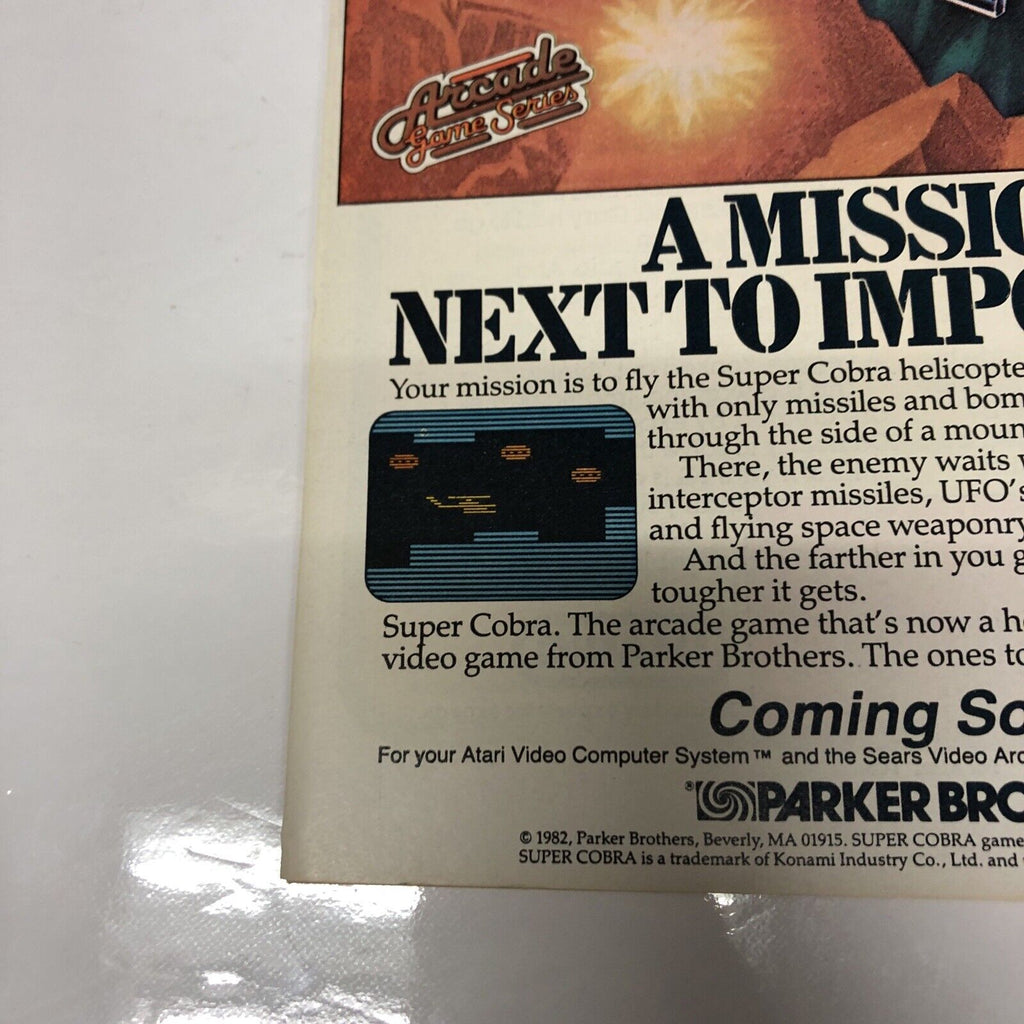 Arcade
Game Series
A MISSIO
NEXT TO IMPO
Your mission is to fly the Super Cobra helicopte
with only missiles and bom
through the side of a moun
There, the enemy waits
interceptor missiles, UFO's
and flying space weaponry
And the farther in you g
tougher it gets.
Super Cobra. The arcade game that's now a h
video game from Parker Brothers. The ones to
Coming So
For your Atari Video Computer System™ and the Sears Video Arc
® PARKER BRO
© 1982, Parker Brothers, Beverly, MA 01915. SUPER COBRA game
SUPER COBRA is a trademark of Konami Industry Co., Ltd. and